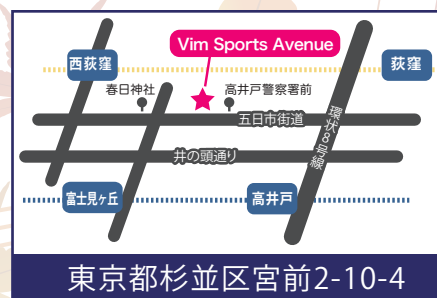 Vim Sports Avenue
西荻窪
荻窪
春日神社
高井戸警察署前
五日市街道
環状8号線
井の頭通り
富士見ヶ丘
高井戸
東京都杉並区宮前2-10-4